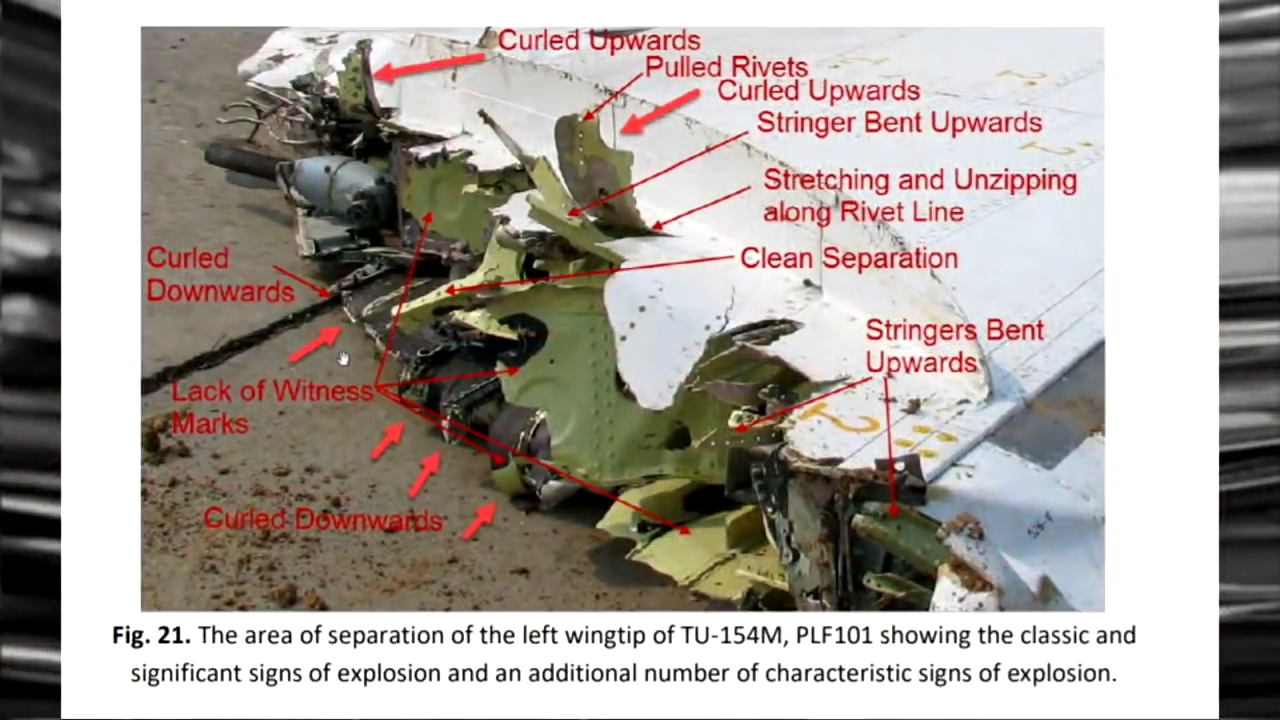 Curled Upwards
Pulled Rivets
Curled Upwards
Stringer Bent Upwards
Stretching and Unzipping
along Rivet Line
Clean Separation
Curled
Downwards
Stringers Bent
Upwards
Lack of Witness
Marks
Curled Downwards
Fig. 21. The area of separation of the left wingtip of TU-154M, PLF101 showing the classic and
significant signs of explosion and an additional number of characteristic signs of explosion.